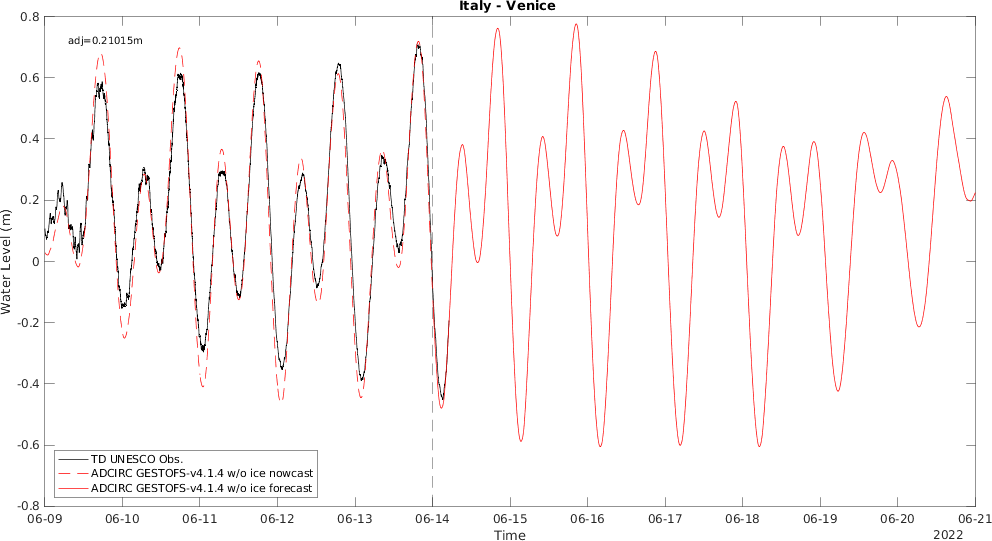 Italy - Venice
adj=0.21015m
Water Level (m)
0.8
0.6
0.4
0.2
0
-0.2
-0.4
-0.6
-0.8
TD UNESCO Obs.
ADCIRC GESTOFS-v4.1.4 w/o ice nowcast
ADCIRC GESTOFS-v4.1.4 w/o ice forecast
06-09 06-10 06-11 06-12 06-13 06-14 06-15 06-16 06-17 06-18 06-19 06-20 06-21
Time
2022